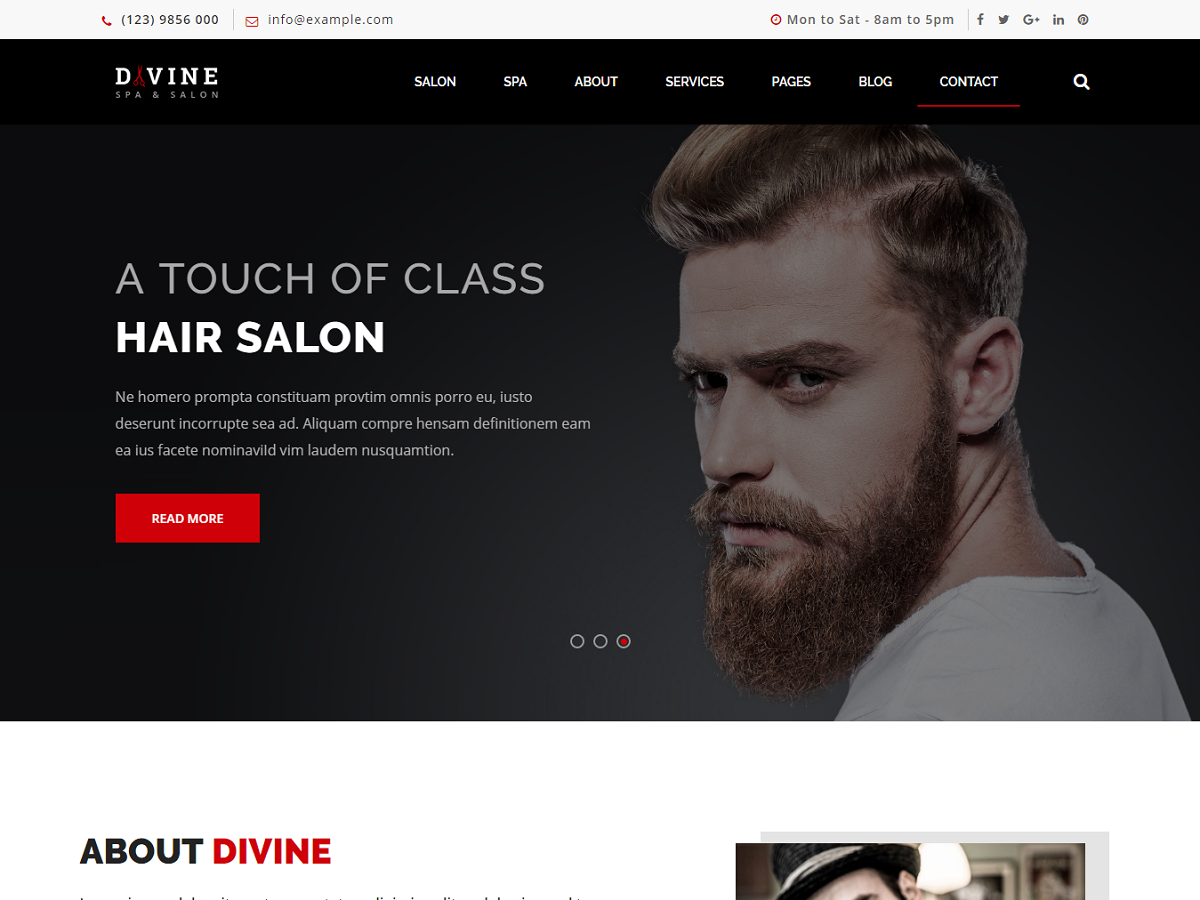 (123) 9856 000
info@example.com
Mon to Sat - 8am to 5pm
DIVINE
SPA & SALON
SALON
SPA
ABOUT
SERVICES
PAGES
BLOG
CONTACT
A TOUCH OF CLASS
HAIR SALON
Ne homero prompta constituam provtim omnis porro eu, iusto
deserunt incorrupte sea ad. Aliquam compre hensam definitionem eam
ea ius facete nominavild vim laudem nusquamtion.
READ MORE
ABOUT DIVINE